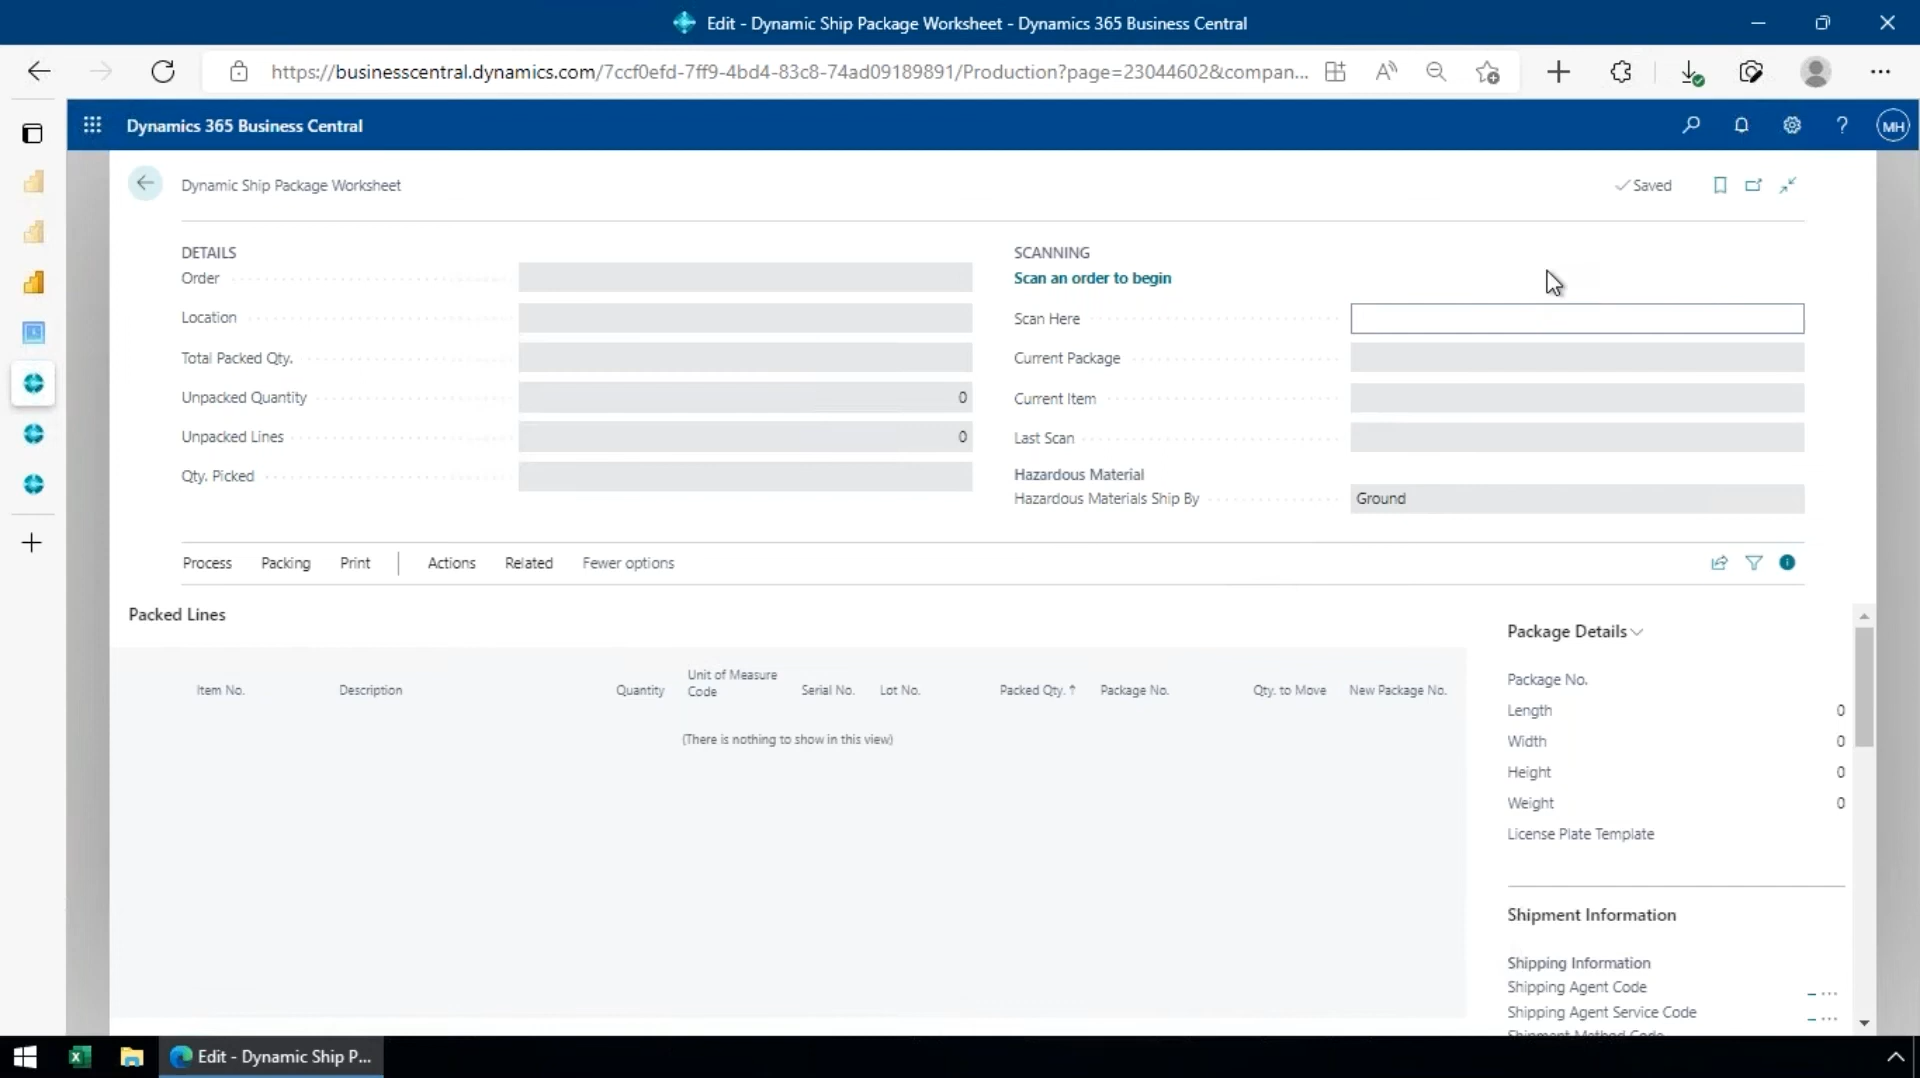 Edit - Dynamic Ship Package Worksheet - Dynamics 365 Business Central
https://businesscentral.dynamics.com/7ccf0efd-7ff9-4bd4-83c8-74ad09189891/Production?page=23044602&compan...
Dynamics 365 Business Central
MH
Dynamic Ship Package Worksheet
Saved
DETAILS
Order
Location
Total Packed Qty.
Unpacked Quantity 0
Unpacked Lines 0
Qty. Picked
SCANNING
Scan an order to begin
Scan Here
Current Package
Current Item
Last Scan
Hazardous Material
Hazardous Materials Ship By Ground
Process Packing Print Actions Related Fewer options
Packed Lines
Item No. Description Quantity Unit of Measure Code Serial No. Lot No. Packed Qty. ↑ Package No. Qty. to Move New Package No.
(There is nothing to show in this view)
Package Details
Package No.
Length 0
Width 0
Height 0
Weight 0
License Plate Template
Shipment Information
Shipping Information
Shipping Agent Code
Shipping Agent Service Code
Shipment Method Code
Edit - Dynamic Ship P...